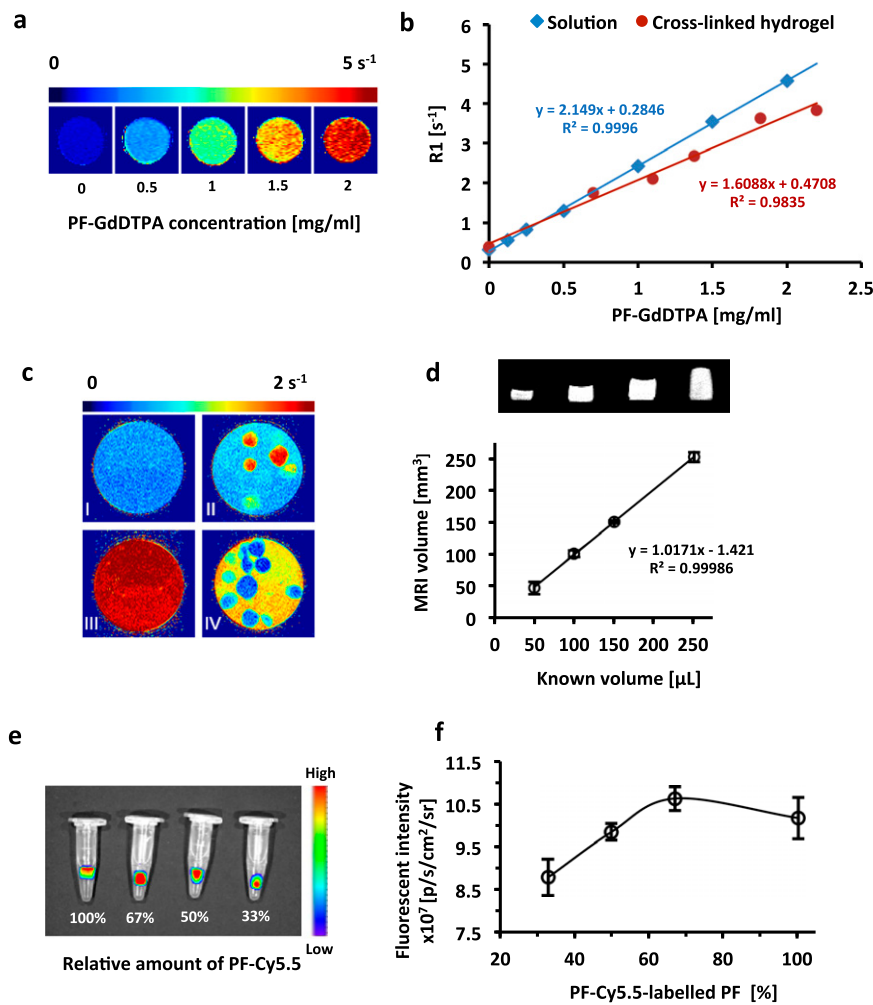 a
0 5 s⁻¹
0 0.5 1 1.5 2
PF-GdDTPA concentration [mg/ml]
b
Solution Cross-linked hydrogel
6
5
4
3
2
1
0
R1 [s⁻¹]
y = 2.149x + 0.2846
R² = 0.9996
y = 1.6088x + 0.4708
R² = 0.9835
0 0.5 1 1.5 2 2.5
PF-GdDTPA [mg/ml]
c
0 2 s⁻¹
I II
III IV
d
250
200
150
100
50
0
MRI volume [mm³]
y = 1.0171x - 1.421
R² = 0.99986
0 50 100 150 200 250
Known volume [µL]
e
High
100% 67% 50% 33%
Low
Relative amount of PF-Cy5.5
f
11.5
10.5
9.5
8.5
7.5
Fluorescent intensity
x10⁷ [p/s/cm²/sr]
20 40 60 80 100
PF-Cy5.5-labelled PF [%]